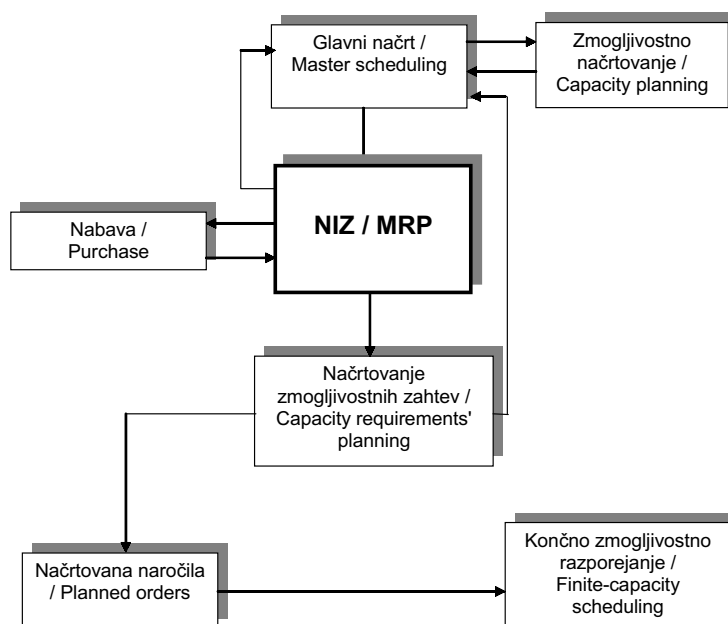 Glavni načrt /
Master scheduling
Zmogljivostno
načrtovanje /
Capacity planning
NIZ / MRP
Nabava /
Purchase
Načrtovanje
zmogljivostnih zahtev /
Capacity requirements'
planning
Načrtovana naročila
/ Planned orders
Končno zmogljivostno
razporejanje /
Finite-capacity
scheduling